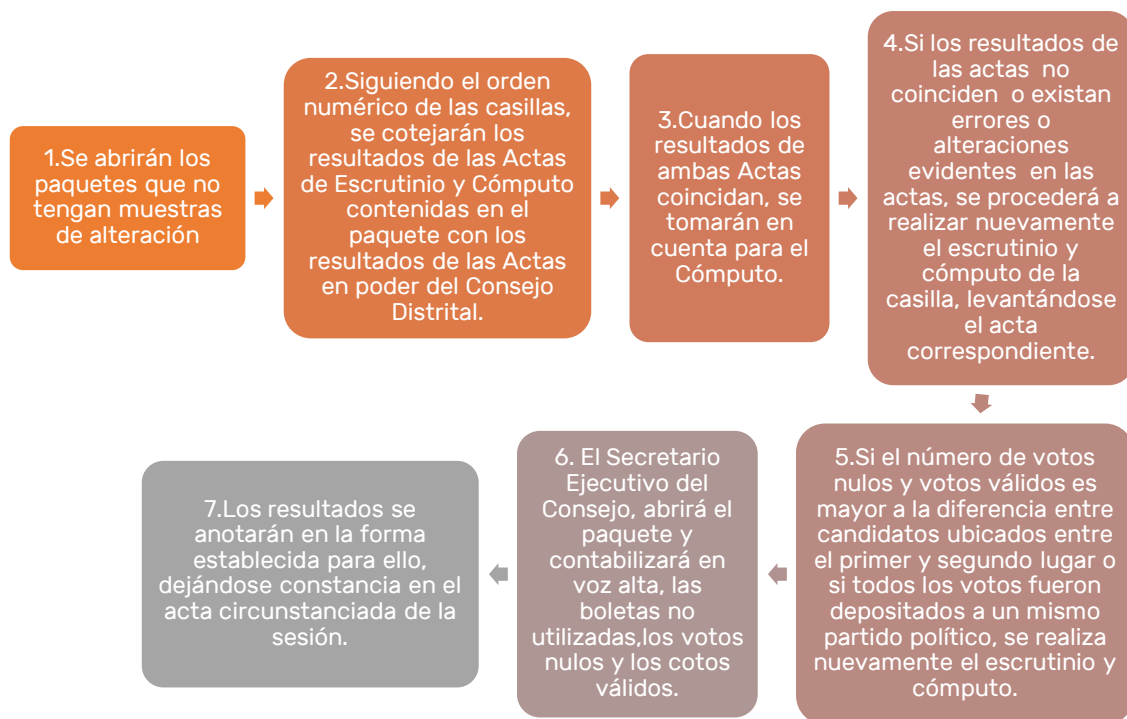 1.Se abrirán los
paquetes que no
tengan muestras
de alteración
2.Siguiendo el orden
numérico de las casillas,
se cotejarán los
resultados de las Actas
de Escrutinio y Cómputo
contenidas en el
paquete con los
resultados de las Actas
en poder del Consejo
Distrital.
3.Cuando los
resultados de
ambas Actas
coincidan, se
tomarán en
cuenta para el
Cómputo.
4.Si los resultados de
las actas no
coinciden o existan
errores o
alteraciones
evidentes en las
actas, se procederá a
realizar nuevamente
el escrutinio y
cómputo de la
casilla, levantándose
el acta
correspondiente.
5.Si el número de votos
nulos y votos válidos es
mayor a la diferencia entre
candidatos ubicados entre
el primer y segundo lugar o
si todos los votos fueron
depositados a un mismo
partido político, se realiza
nuevamente el escrutinio y
cómputo.
6. El Secretario
Ejecutivo del
Consejo, abrirá el
paquete y
contabilizará en
voz alta, las
boletas no
utilizadas,los votos
nulos y los cotos
válidos.
7.Los resultados se
anotarán en la forma
establecida para ello,
dejándose constancia en el
acta circunstanciada de la
sesión.